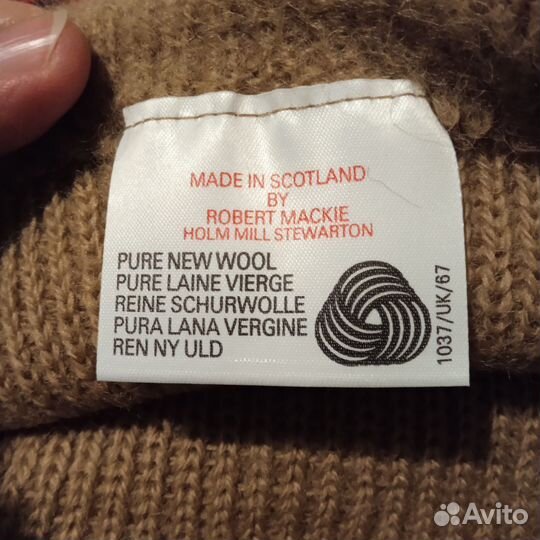 MADE IN SCOTLAND
BY
ROBERT MACKIE
HOLM MILL STEWARTON
PURE NEW WOOL
PURE LAINE VIERGE
REINE SCHURWOLLE
PURA LANA VERGINE
REN NY ULD
1037/UK/67
Avito